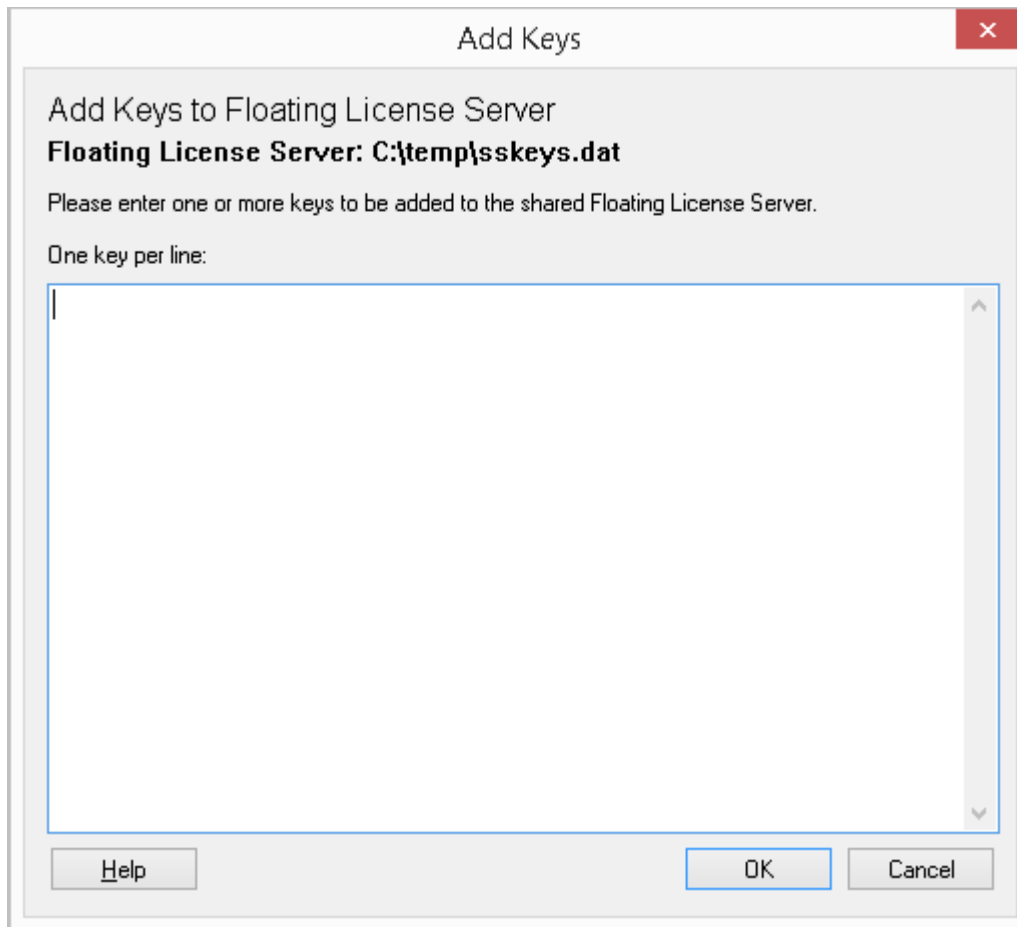 Add Keys
Add Keys to Floating License Server
Floating License Server: C:\temp\sskeys.dat
Please enter one or more keys to be added to the shared Floating License Server.
One key per line:
Help
OK
Cancel